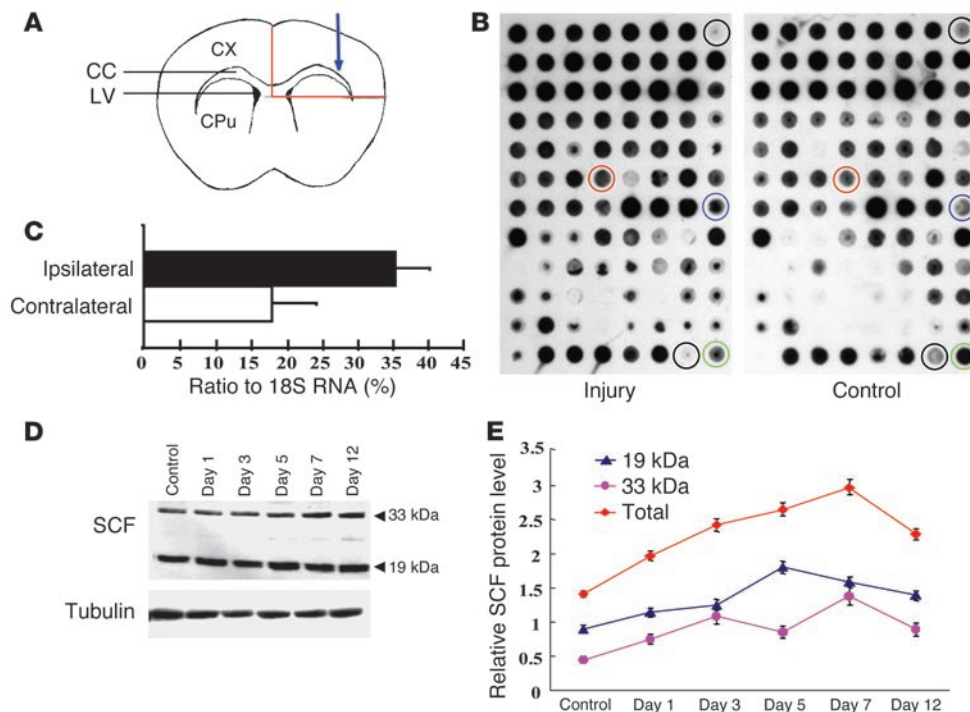 A
CX
CC
LV
CPu
B
Injury
Control
C
Ipsilateral
Contralateral
0 5 10 15 20 25 30 35 40 45
Ratio to 18S RNA (%)
D
Control
Day 1
Day 3
Day 5
Day 7
Day 12
SCF
33 kDa
19 kDa
Tubulin
E
Relative SCF protein level
3.5
3
2.5
2
1.5
1
0.5
0
19 kDa
33 kDa
Total
Control Day 1 Day 3 Day 5 Day 7 Day 12